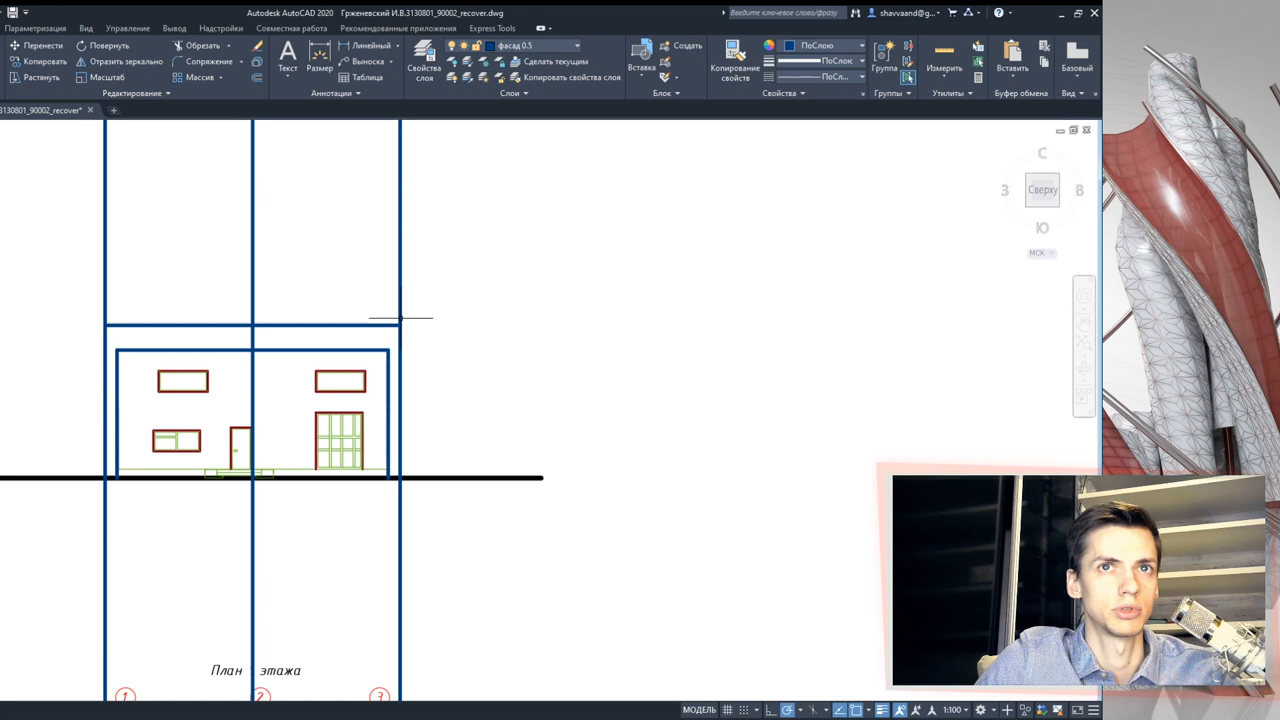 Autodesk AutoCAD 2020 Грженевский И.В.3130801_90002_recover.dwg
Введите ключевое слово/фразу
shavvaand@g...
Параметризация Вид Управление Вывод Надстройки Совместная работа Рекомендованные приложения Express Tools
Перенести Повернуть Обрезать
Копировать Отразить зеркально Сопряжение
Растянуть Масштаб Массив
Редактирование
Текст Размер
Линейный
Выноска
Таблица
Аннотации
Свойства слоя
фасад 0.5
Сделать текущим
Копировать свойства слоя
Слои
Вставка
Создать
Блок
Копирование свойств
ПоСлою
ПоСлою
ПоСл...
Свойства
Группа
Группы
Измерить
Утилиты
Вставить
Буфер обмена
Базовый
Вид
3130801_90002_recover*
С
З Сверху В
Ю
МСК
План этажа
1 2 3
МОДЕЛЬ 1:100